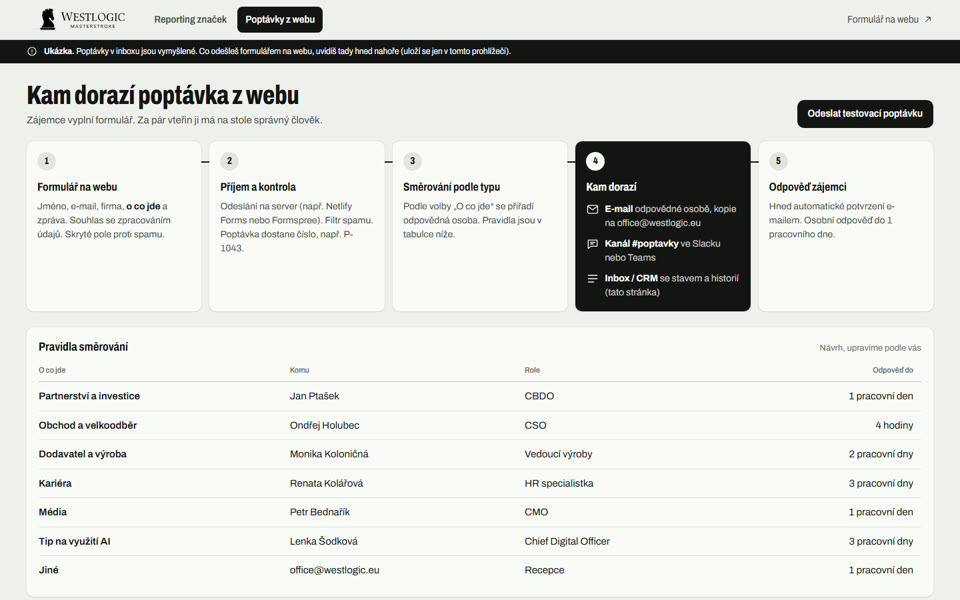 WESTLOGIC
MASTERSTROKE
Reporting značek
Poptávky z webu
Formulář na webu ↗
Ukázka. Poptávky v inboxu jsou vymyšlené. Co odešleš formulářem na webu, uvidíš tady hned nahoře (uloží se jen v tomto prohlížeči).
Kam dorazí poptávka z webu
Zájemce vyplní formulář. Za pár vteřin ji má na stole správný člověk.
Odeslat testovací poptávku
1
Formulář na webu
Jméno, e-mail, firma, o co jde a
zpráva. Souhlas se zpracováním
údajů. Skryté pole proti spamu.
2
Příjem a kontrola
Odeslání na server (např. Netlify
Forms nebo Formspree). Filtr spamu.
Poptávka dostane číslo, např. P-
1043.
3
Směrování podle typu
Podle volby „O co jde“ se přiřadí
odpovědná osoba. Pravidla jsou v
tabulce níže.
4
Kam dorazí
E-mail odpovědné osobě, kopie
na office@westlogic.eu
Kanál #poptavky ve Slacku
nebo Teams
Inbox / CRM se stavem a historií
(tato stránka)
5
Odpověď zájemci
Hned automatické potvrzení e-
mailem. Osobní odpověď do 1
pracovního dne.
Pravidla směrování
Návrh, upravíme podle vás
O co jde Komu Role Odpověď do
Partnerství a investice Jan Ptašek CBDO 1 pracovní den
Obchod a velkoodběr Ondřej Holubec CSO 4 hodiny
Dodavatel a výroba Monika Koloničná Vedoucí výroby 2 pracovní dny
Kariéra Renata Kolářová HR specialistka 3 pracovní dny
Média Petr Bednařík CMO 1 pracovní den
Tip na využití AI Lenka Šodková Chief Digital Officer 3 pracovní dny
Jiné office@westlogic.eu Recepce 1 pracovní den